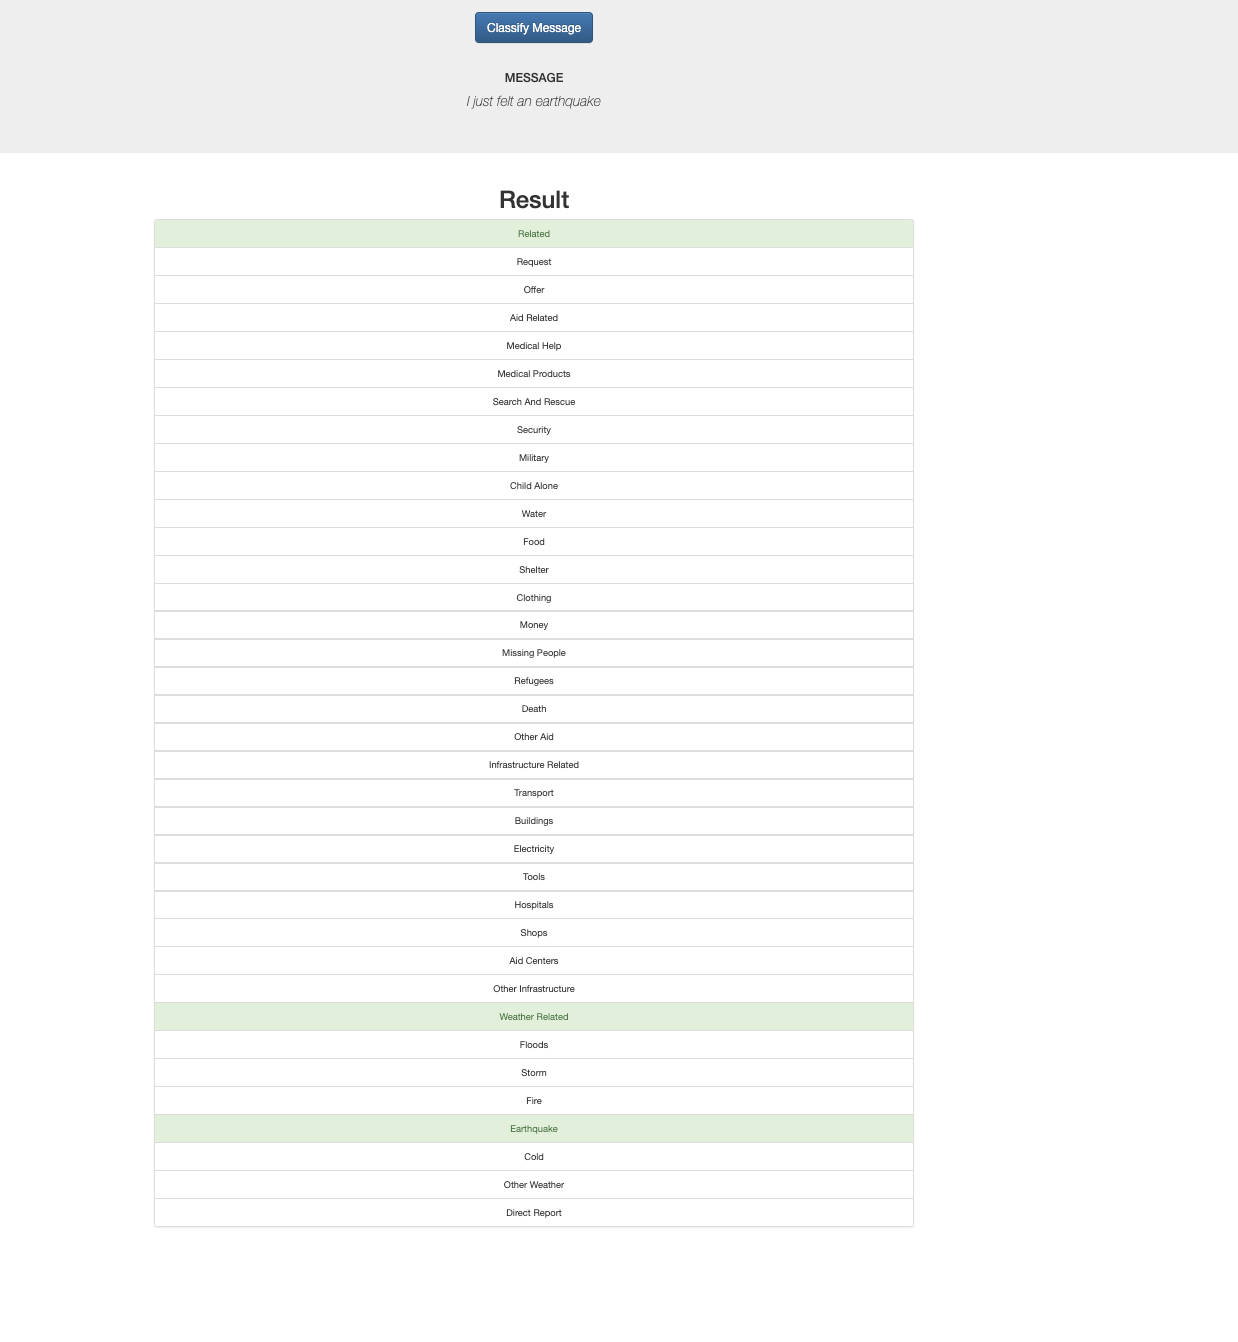 Classify Message
MESSAGE
I just felt an earthquake
Result
Related
Request
Offer
Aid Related
Medical Help
Medical Products
Search And Rescue
Security
Military
Child Alone
Water
Food
Shelter
Clothing
Money
Missing People
Refugees
Death
Other Aid
Infrastructure Related
Transport
Buildings
Electricity
Tools
Hospitals
Shops
Aid Centers
Other Infrastructure
Weather Related
Floods
Storm
Fire
Earthquake
Cold
Other Weather
Direct Report